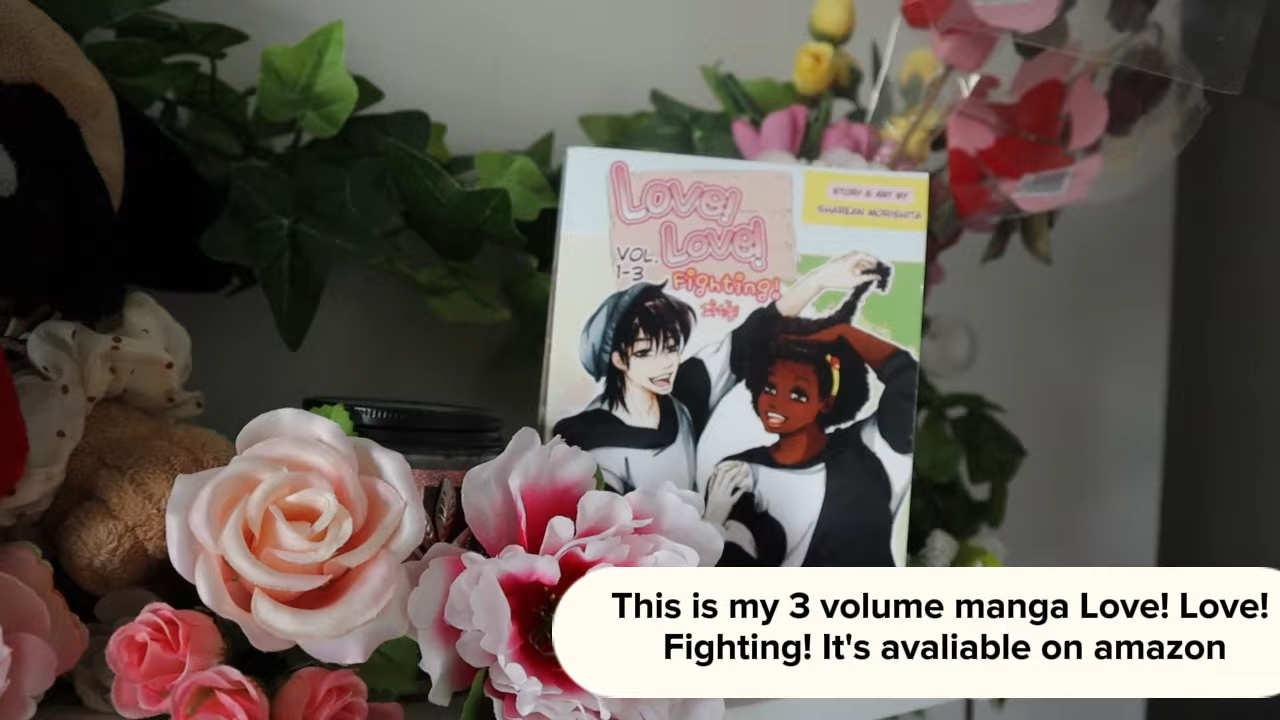 Love!
Love!
VOL.
1-3
Fighting!
STORY & ART BY
SHAREAN MORISHITA
This is my 3 volume manga Love! Love!
Fighting! It's avaliable on amazon